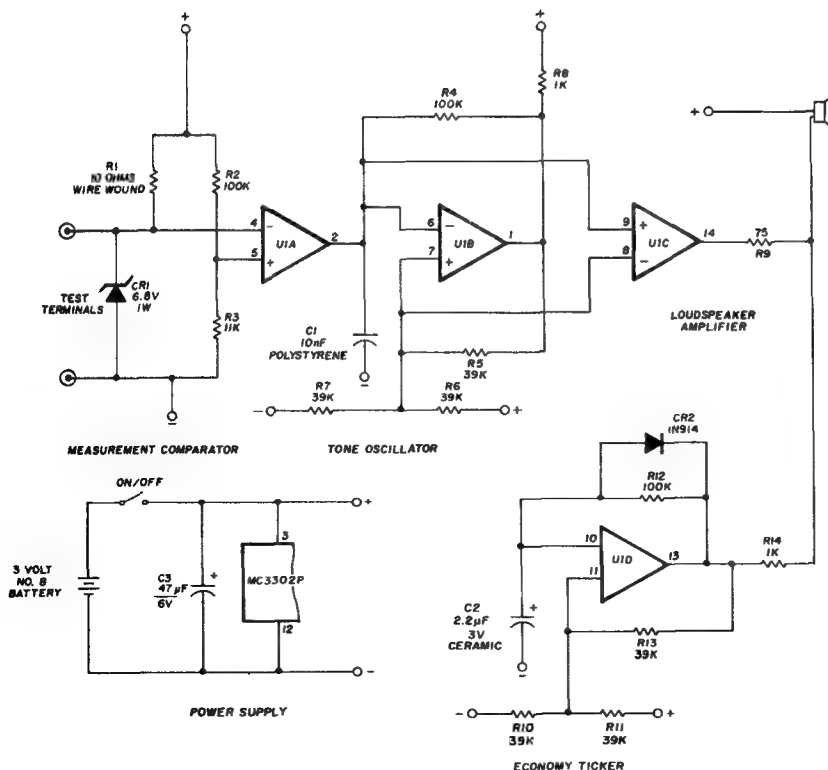 +
+
R8
1K
R4
100K
+
R1
10 OHMS
WIRE WOUND
R2
100K
4
-
5
+
U1A
2
6
-
7
+
U1B
1
9
+
8
-
U1C
14
75
R9
TEST
TERMINALS
CR1
6.8V
1W
R3
11K
C1
10nF
POLYSTYRENE
LOUDSPEAKER
AMPLIFIER
R5
39K
R7
39K
R6
39K
-
+
-
-
MEASUREMENT COMPARATOR
TONE OSCILLATOR
CR2
1N914
R12
100K
ON/OFF
+
3
3 VOLT
NO. 8
BATTERY
C3
47µF
6V
+
MC3302P
12
-
10
11
U1D
13
R14
1K
C2
2.2µF
3V
CERAMIC
+
-
R13
39K
POWER SUPPLY
-
R10
39K
R11
39K
+
ECONOMY TICKER